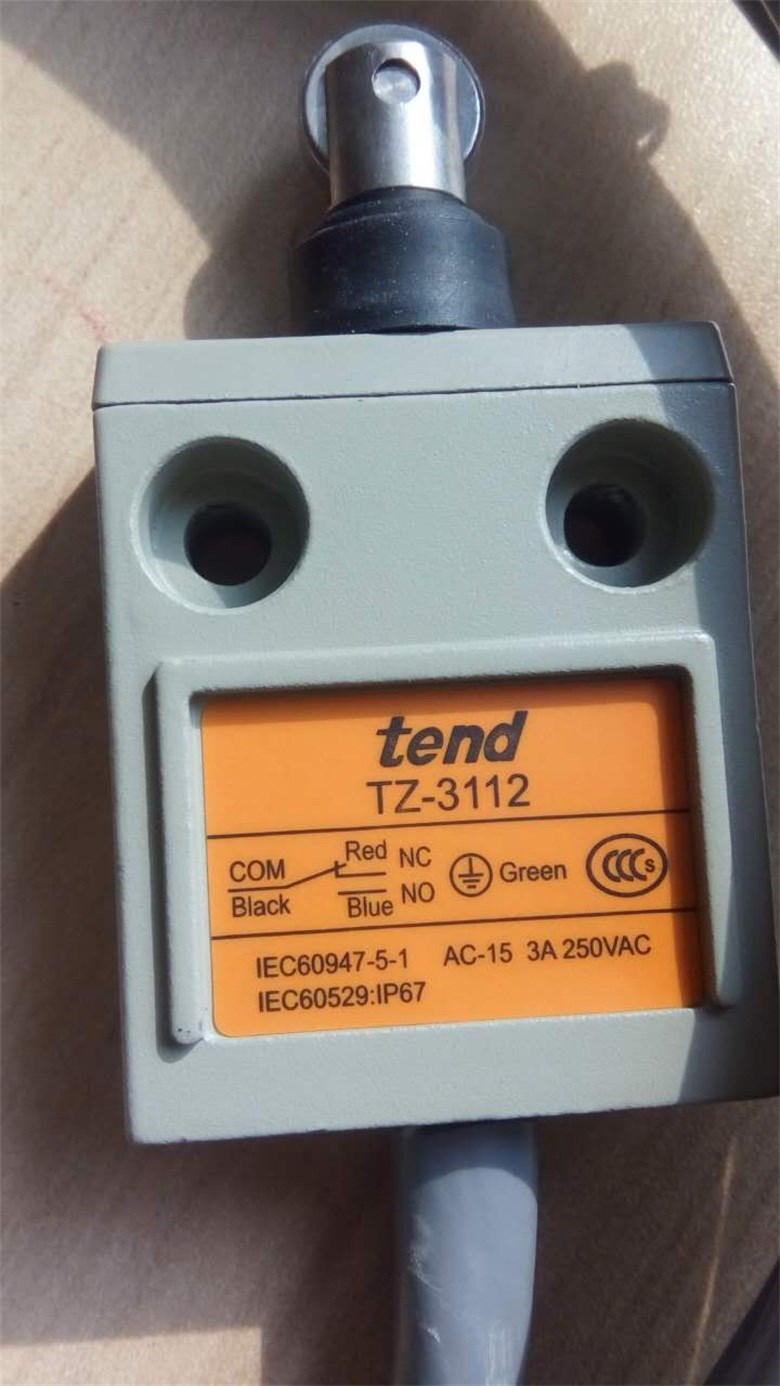 tend
TZ-3112
COM Red NC Green CCC S
Black Blue NO
IEC60947-5-1 AC-15 3A 250VAC
IEC60529:IP67